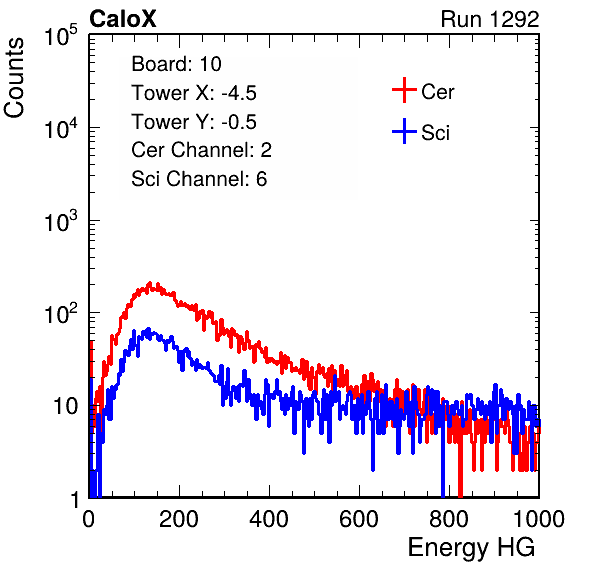 CaloX Run 1292
Counts
Board: 10
Tower X: -4.5
Tower Y: -0.5
Cer Channel: 2
Sci Channel: 6
Cer
Sci
10^5
10^4
10^3
10^2
10
1
0 200 400 600 800 1000
Energy HG